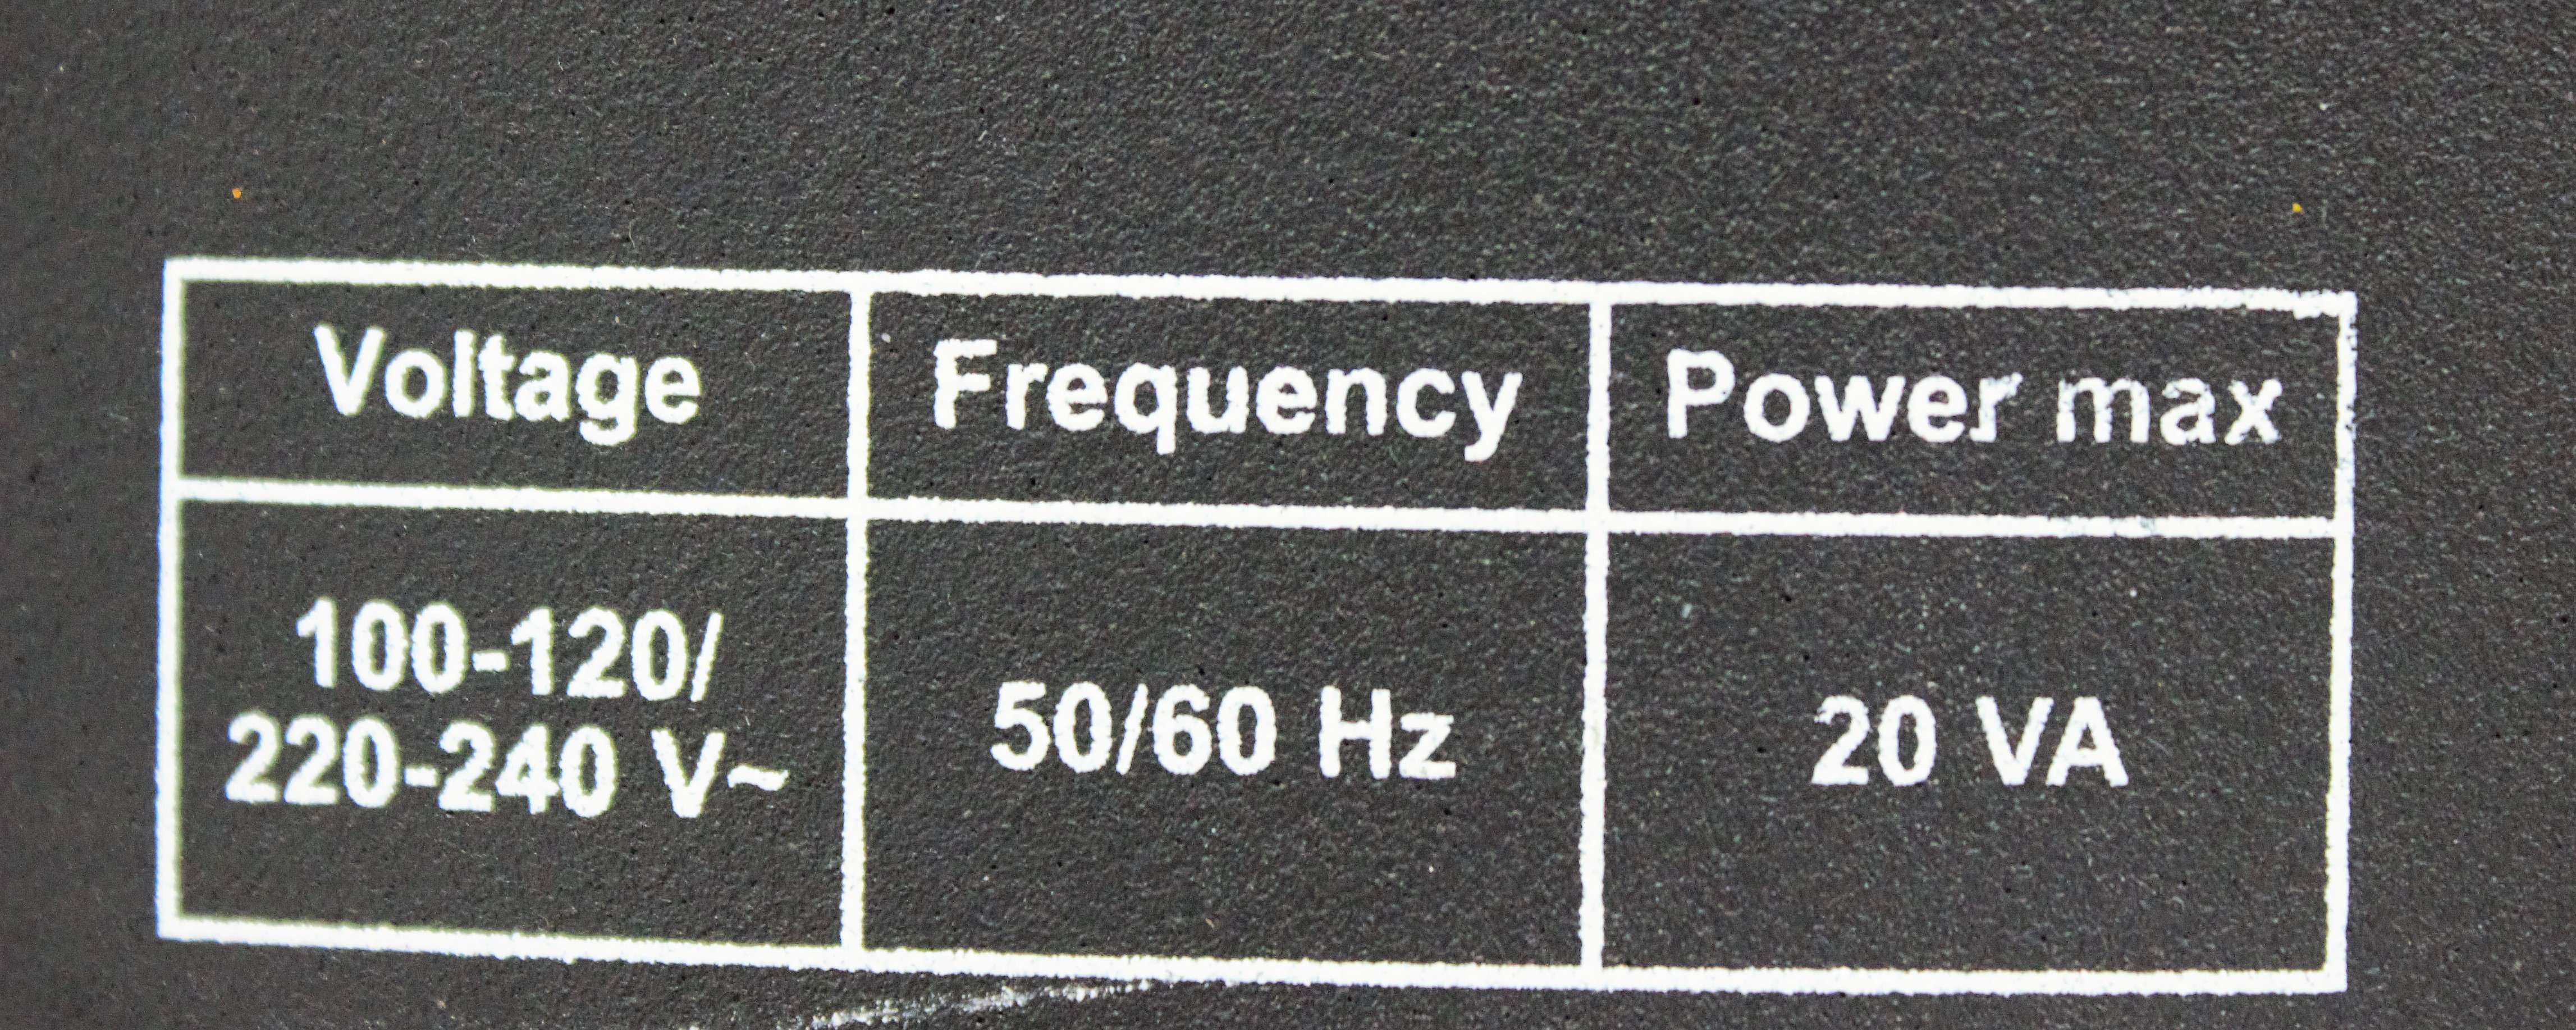 Voltage Frequency Power max
100-120/
220-240 V~ 50/60 Hz 20 VA